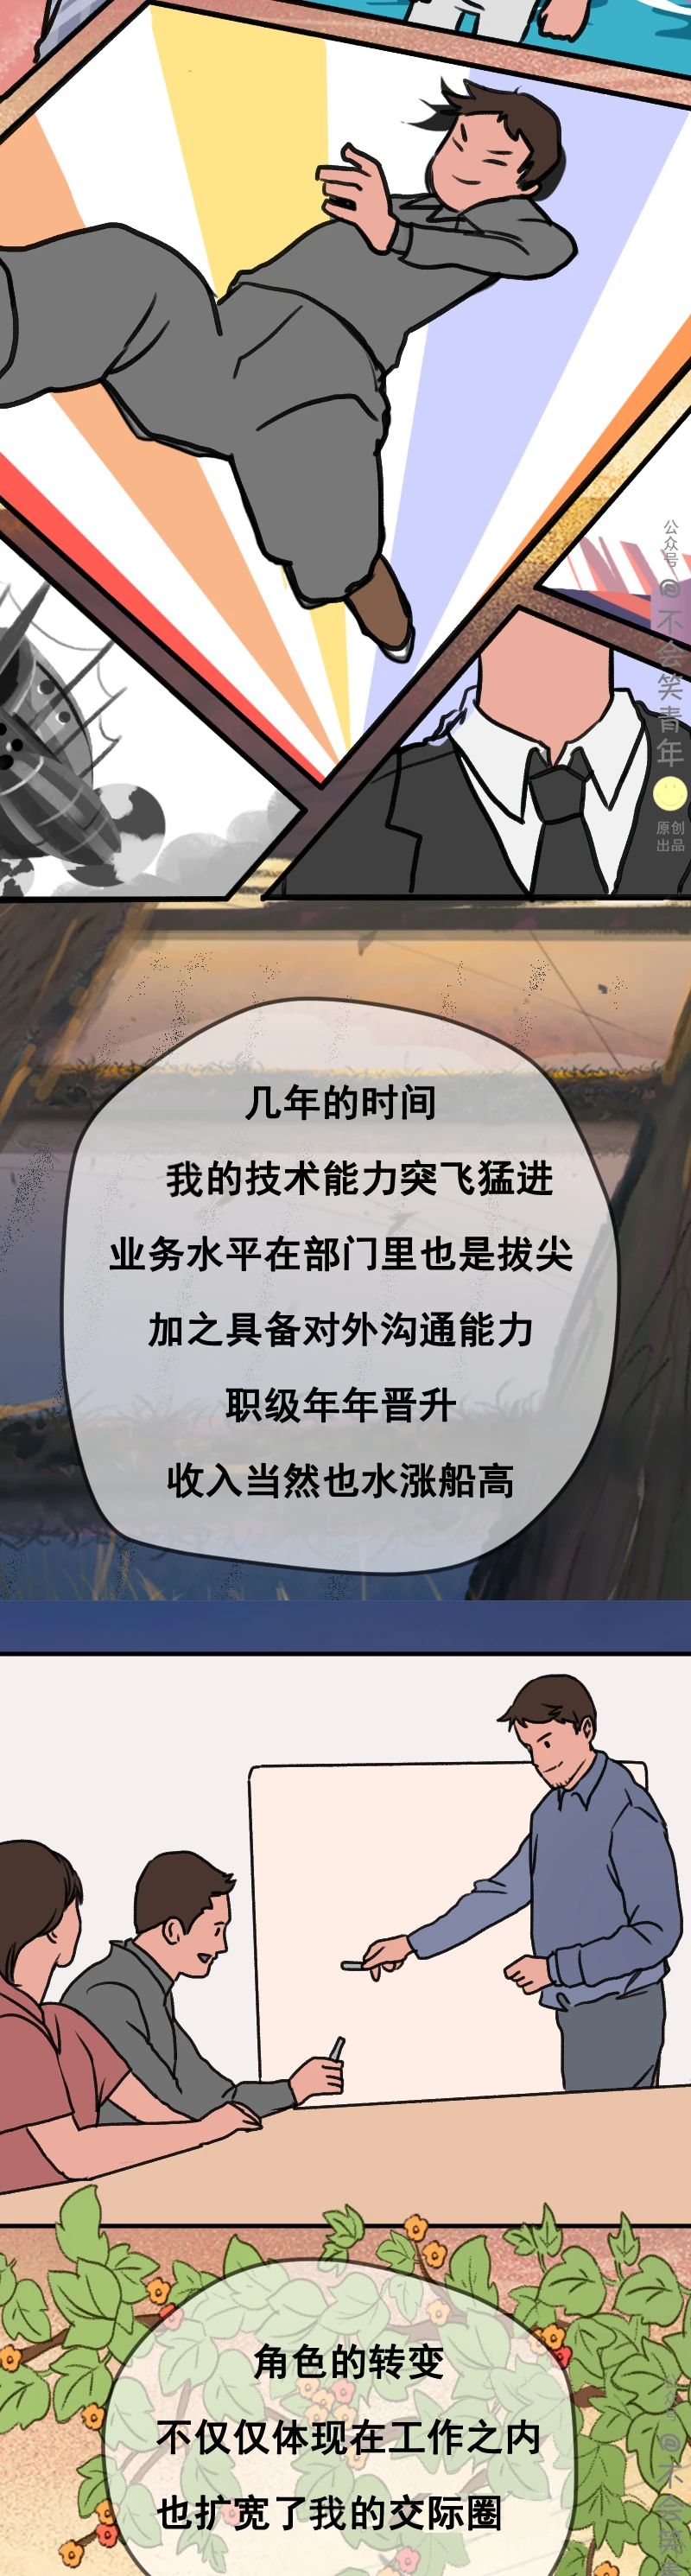 公众号@不会笑青年
原创
出品
几年的时间
我的技术能力突飞猛进
业务水平在部门里也是拔尖
加之具备对外沟通能力
职级年年晋升
收入当然也水涨船高
角色的转变
不仅仅体现在工作之内
也扩宽了我的交际圈
公众号@不会笑